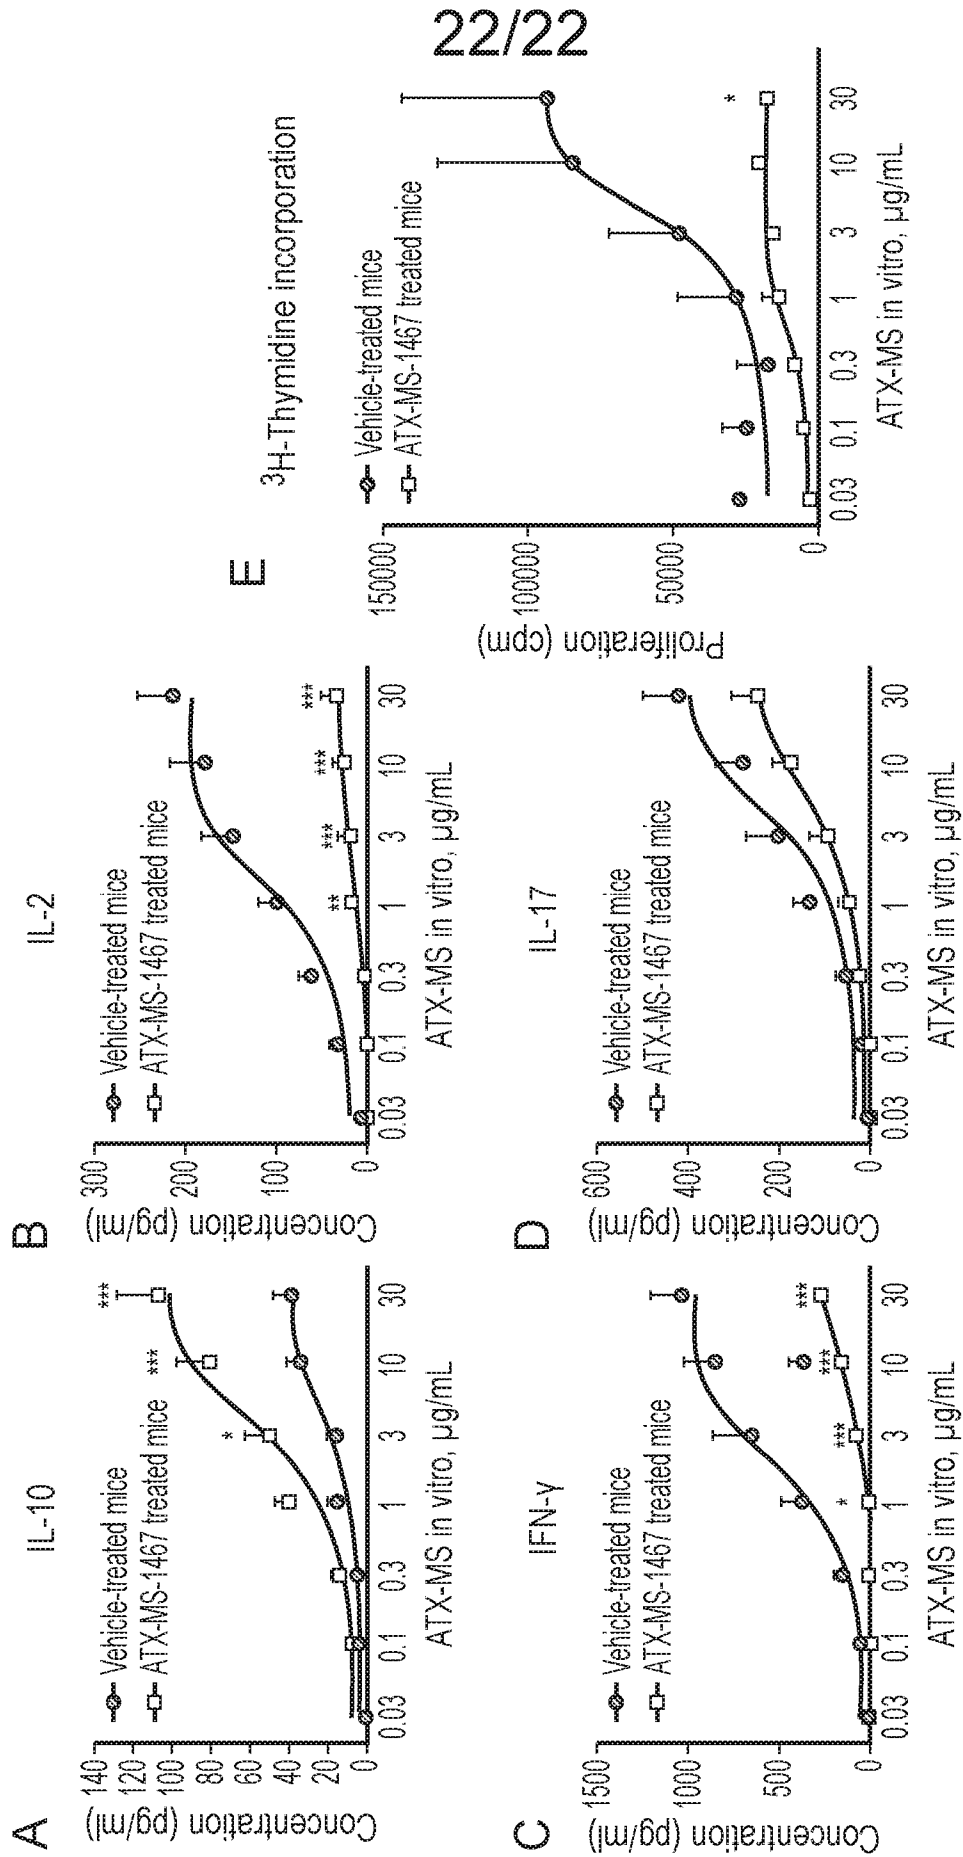 22/22
A
IL-10
Concentration (pg/ml)
140
120
100
80
60
40
20
0
Vehicle-treated mice
ATX-MS-1467 treated mice
*
***
***
0.03
0.1
0.3
1
3
10
30
ATX-MS in vitro, µg/mL
B
IL-2
Concentration (pg/ml)
300
200
100
0
Vehicle-treated mice
ATX-MS-1467 treated mice
**
***
***
***
0.03
0.1
0.3
1
3
10
30
ATX-MS in vitro, µg/mL
C
IFN-γ
Concentration (pg/ml)
1500
1000
500
0
Vehicle-treated mice
ATX-MS-1467 treated mice
*
***
***
***
0.03
0.1
0.3
1
3
10
30
ATX-MS in vitro, µg/mL
D
IL-17
Concentration (pg/ml)
600
400
200
0
Vehicle-treated mice
ATX-MS-1467 treated mice
0.03
0.1
0.3
1
3
10
30
ATX-MS in vitro, µg/mL
E
³H-Thymidine incorporation
Proliferation (cpm)
150000
100000
50000
0
Vehicle-treated mice
ATX-MS-1467 treated mice
*
0.03
0.1
0.3
1
3
10
30
ATX-MS in vitro, µg/mL